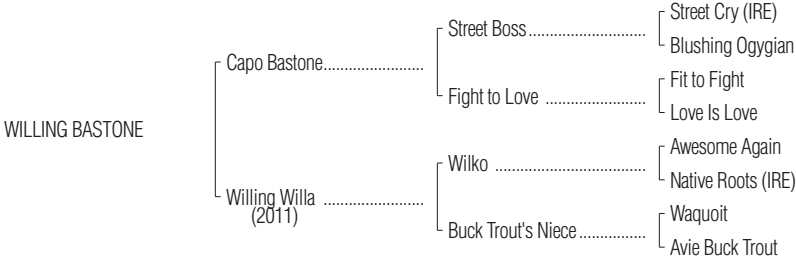 Street Cry (IRE)
Street Boss..............................
Blushing Ogygian
Capo Bastone.........................
Fit to Fight
Fight to Love ..........................
Love Is Love
WILLING BASTONE
Awesome Again
Wilko ......................................
Native Roots (IRE)
Willing Willa .........................
(2011)
Waquoit
Buck Trout's Niece.................
Avie Buck Trout